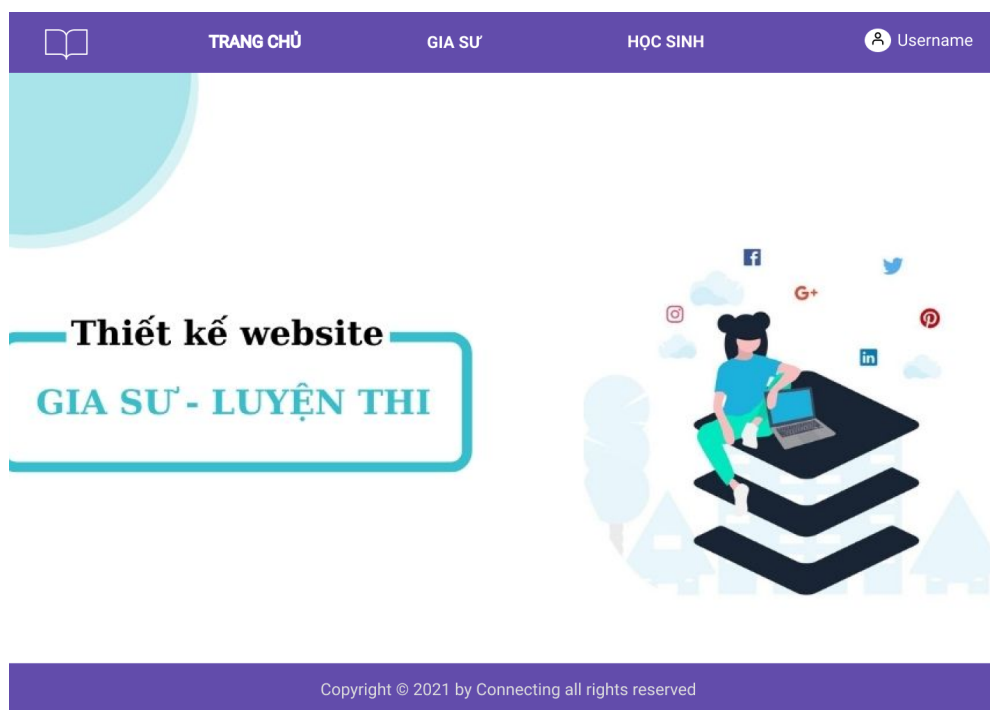 TRANG CHỦ
GIA SƯ
HỌC SINH
Username
Thiết kế website
GIA SƯ - LUYỆN THI
f
G+
in
Copyright © 2021 by Connecting all rights reserved